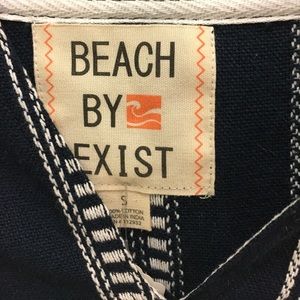 BEACH
BY
EXIST
S
100% COTTON
MADE IN INDIA